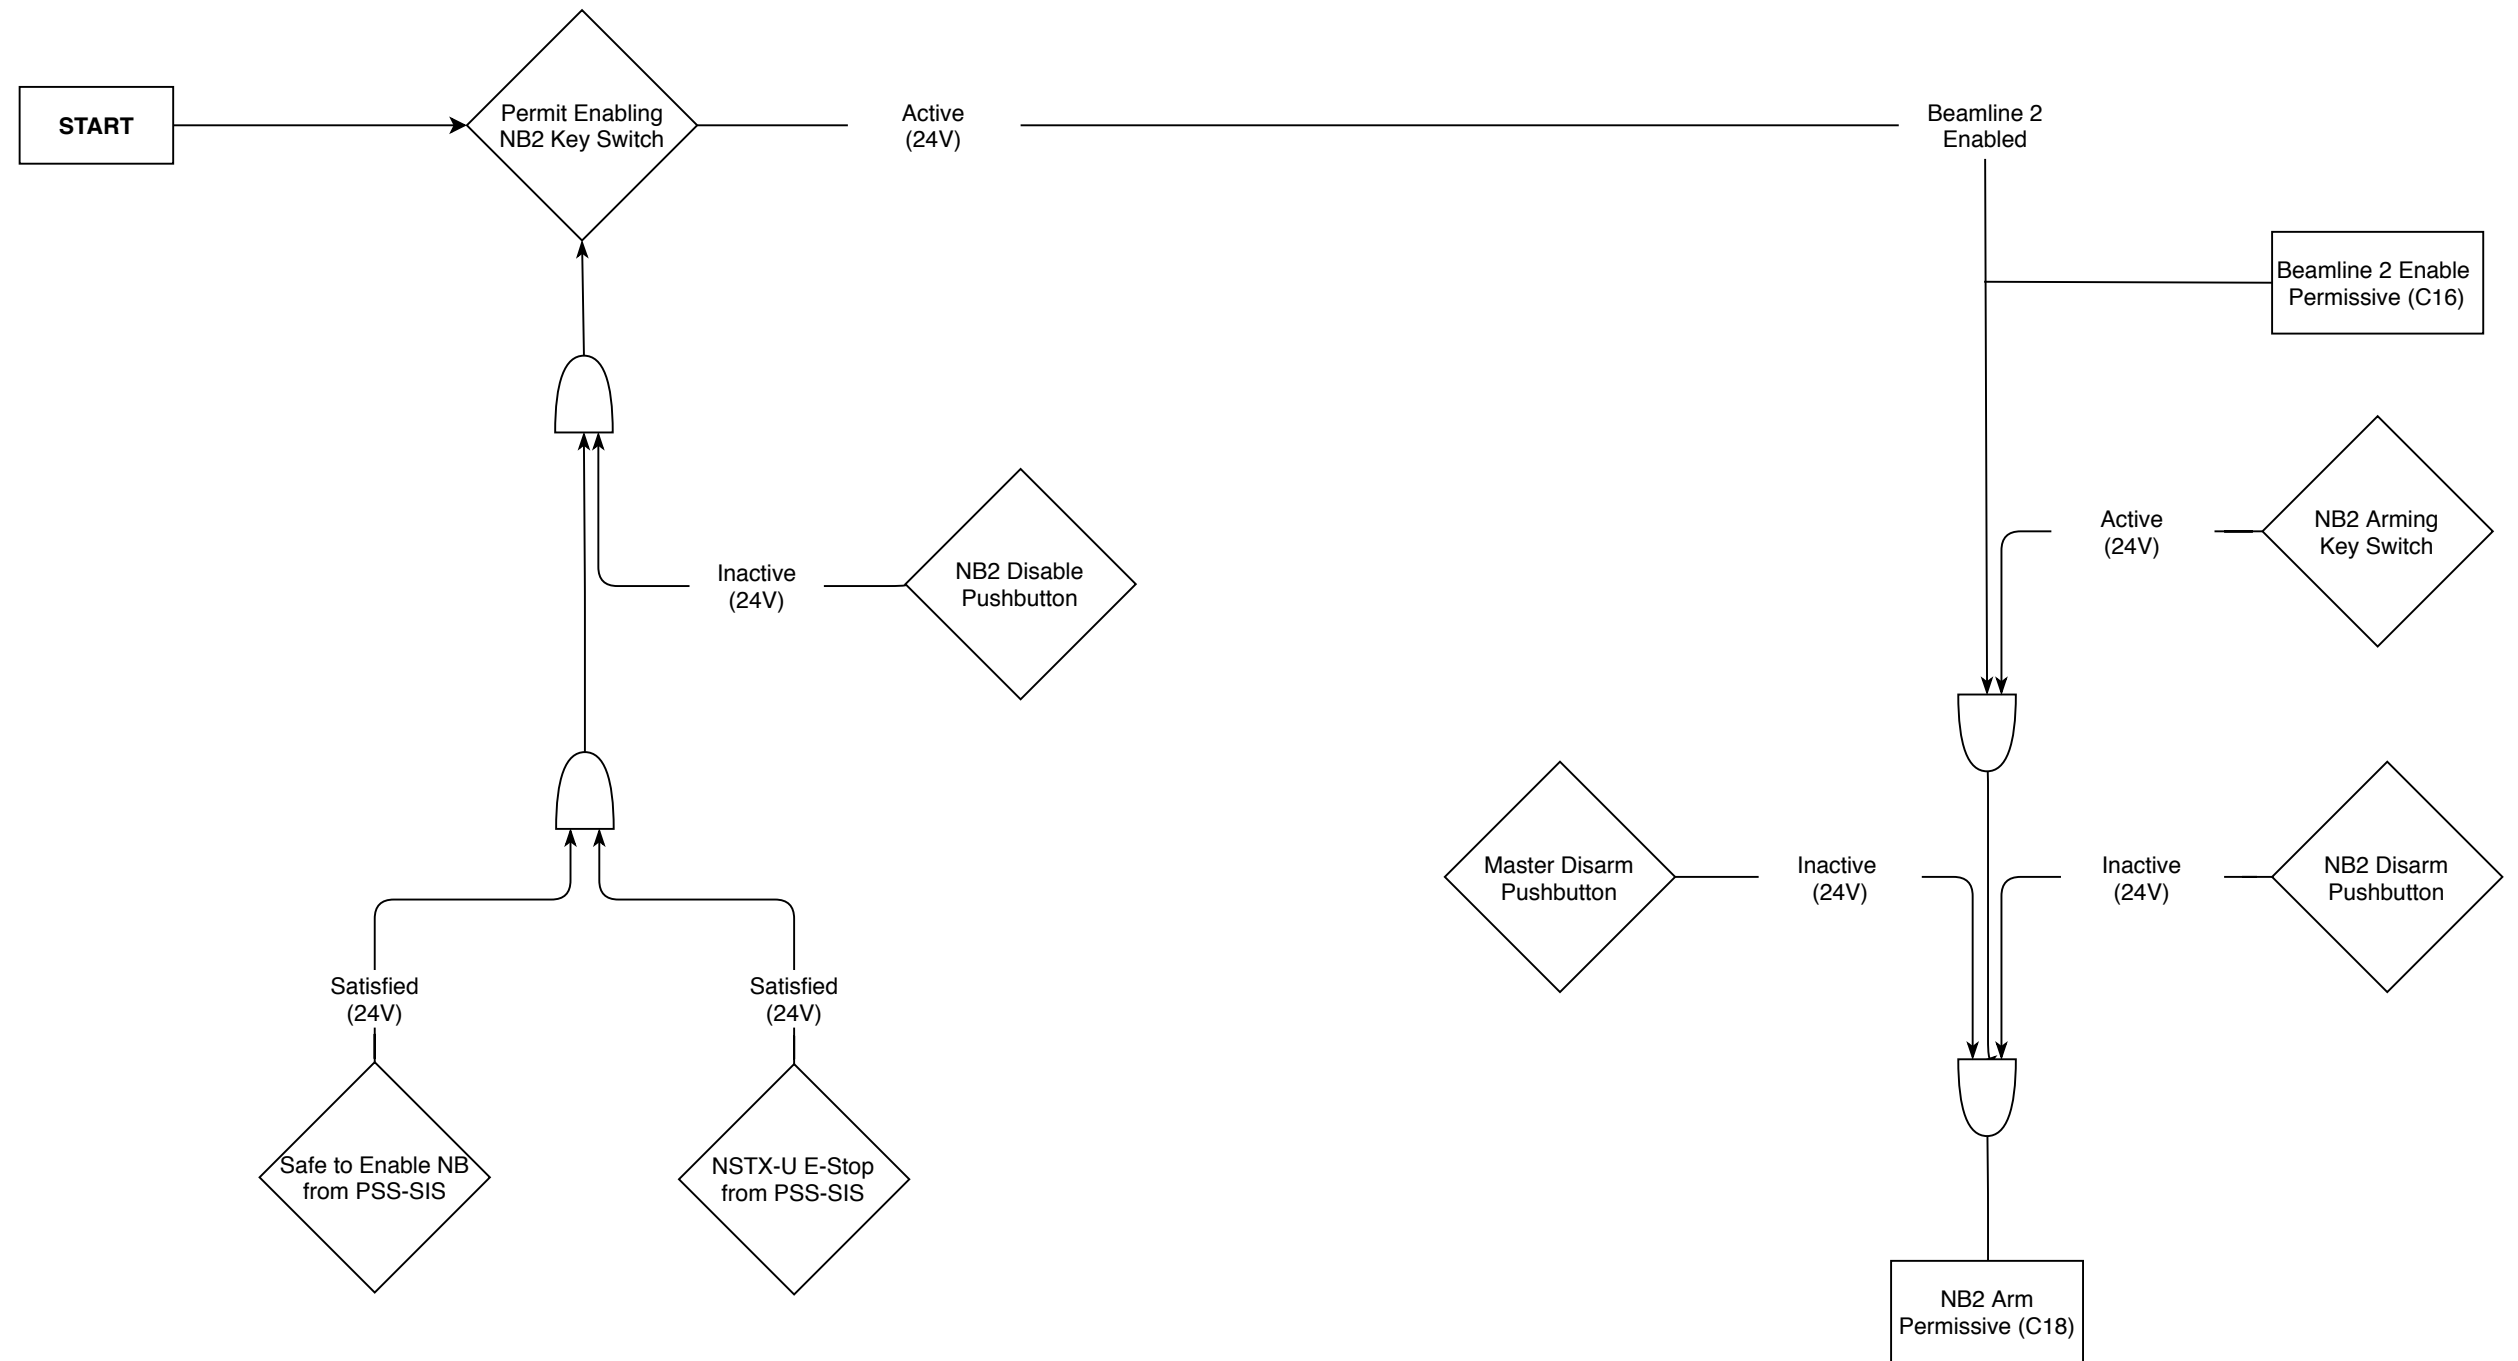 START
Permit Enabling
NB2 Key Switch
Active
(24V)
Beamline 2
Enabled
Beamline 2 Enable
Permissive (C16)
NB2 Arming
Key Switch
Active
(24V)
Inactive
(24V)
NB2 Disable
Pushbutton
Master Disarm
Pushbutton
Inactive
(24V)
Inactive
(24V)
NB2 Disarm
Pushbutton
Satisfied
(24V)
Satisfied
(24V)
Safe to Enable NB
from PSS-SIS
NSTX-U E-Stop
from PSS-SIS
NB2 Arm
Permissive (C18)